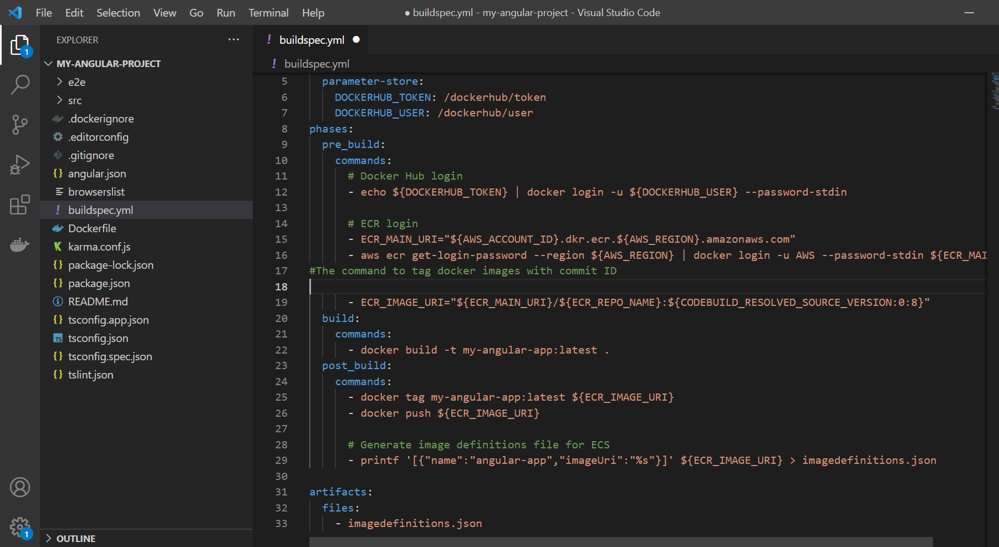 File Edit Selection View Go Run Terminal Help ● buildspec.yml - my-angular-project - Visual Studio Code
EXPLORER ···
1
MY-ANGULAR-PROJECT
e2e
src
.dockerignore
.editorconfig
.gitignore
{} angular.json
browserslist
! buildspec.yml
Dockerfile
K karma.conf.js
{} package-lock.json
{} package.json
README.md
{} tsconfig.app.json
TS tsconfig.json
{} tsconfig.spec.json
{} tslint.json
1
OUTLINE
! buildspec.yml ●
! buildspec.yml
5 parameter-store:
6 DOCKERHUB_TOKEN: /dockerhub/token
7 DOCKERHUB_USER: /dockerhub/user
8 phases:
9 pre_build:
10 commands:
11 # Docker Hub login
12 - echo ${DOCKERHUB_TOKEN} | docker login -u ${DOCKERHUB_USER} --password-stdin
13
14 # ECR login
15 - ECR_MAIN_URI="${AWS_ACCOUNT_ID}.dkr.ecr.${AWS_REGION}.amazonaws.com"
16 - aws ecr get-login-password --region ${AWS_REGION} | docker login -u AWS --password-stdin ${ECR_MAI
17 #The command to tag docker images with commit ID
18
19 - ECR_IMAGE_URI="${ECR_MAIN_URI}/${ECR_REPO_NAME}:${CODEBUILD_RESOLVED_SOURCE_VERSION:0:8}"
20 build:
21 commands:
22 - docker build -t my-angular-app:latest .
23 post_build:
24 commands:
25 - docker tag my-angular-app:latest ${ECR_IMAGE_URI}
26 - docker push ${ECR_IMAGE_URI}
27
28 # Generate image definitions file for ECS
29 - printf '[{"name":"angular-app","imageUri":"%s"}]' ${ECR_IMAGE_URI} > imagedefinitions.json
30
31 artifacts:
32 files:
33 - imagedefinitions.json